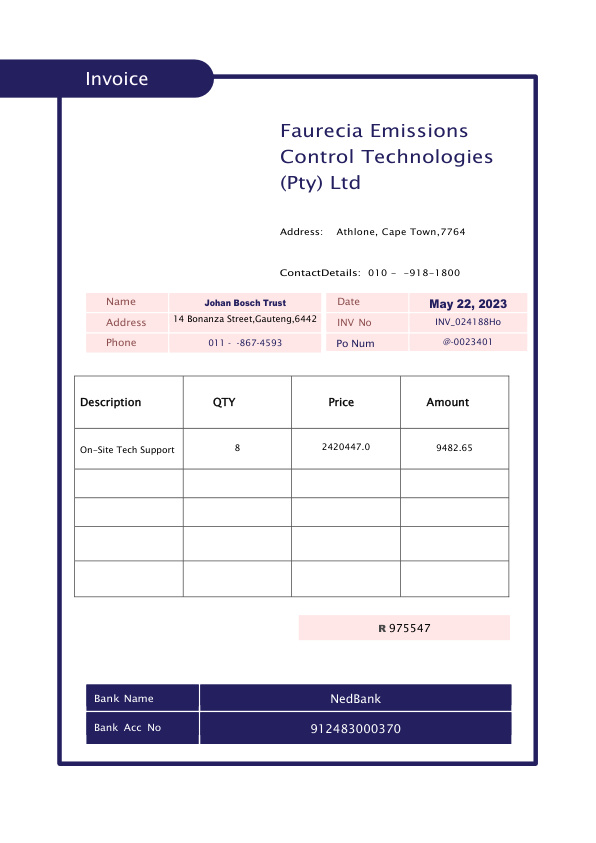 Invoice
Faurecia Emissions
Control Technologies
(Pty) Ltd
Address: Athlone, Cape Town,7764
ContactDetails: 010 - -918-1800
Name Johan Bosch Trust Date May 22, 2023
Address 14 Bonanza Street,Gauteng,6442 INV No INV_024188Ho
Phone 011 - -867-4593 Po Num @-0023401
Description QTY Price Amount
On-Site Tech Support 8 2420447.0 9482.65
R 975547
Bank Name NedBank
Bank Acc No 912483000370